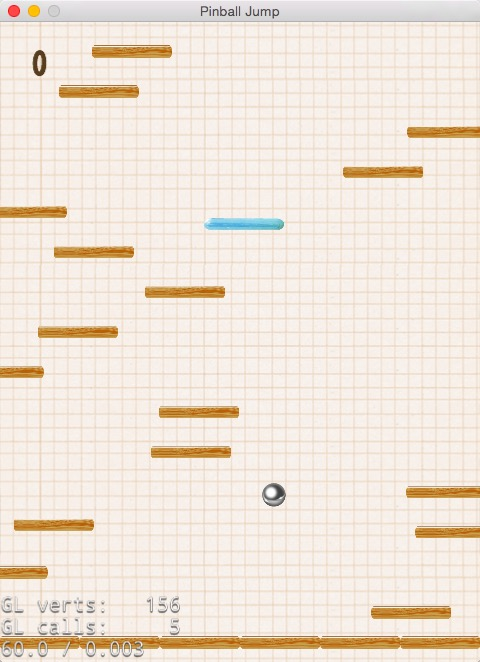 Pinball Jump
0
GL verts: 156
GL calls: 5
60.0 / 0.003